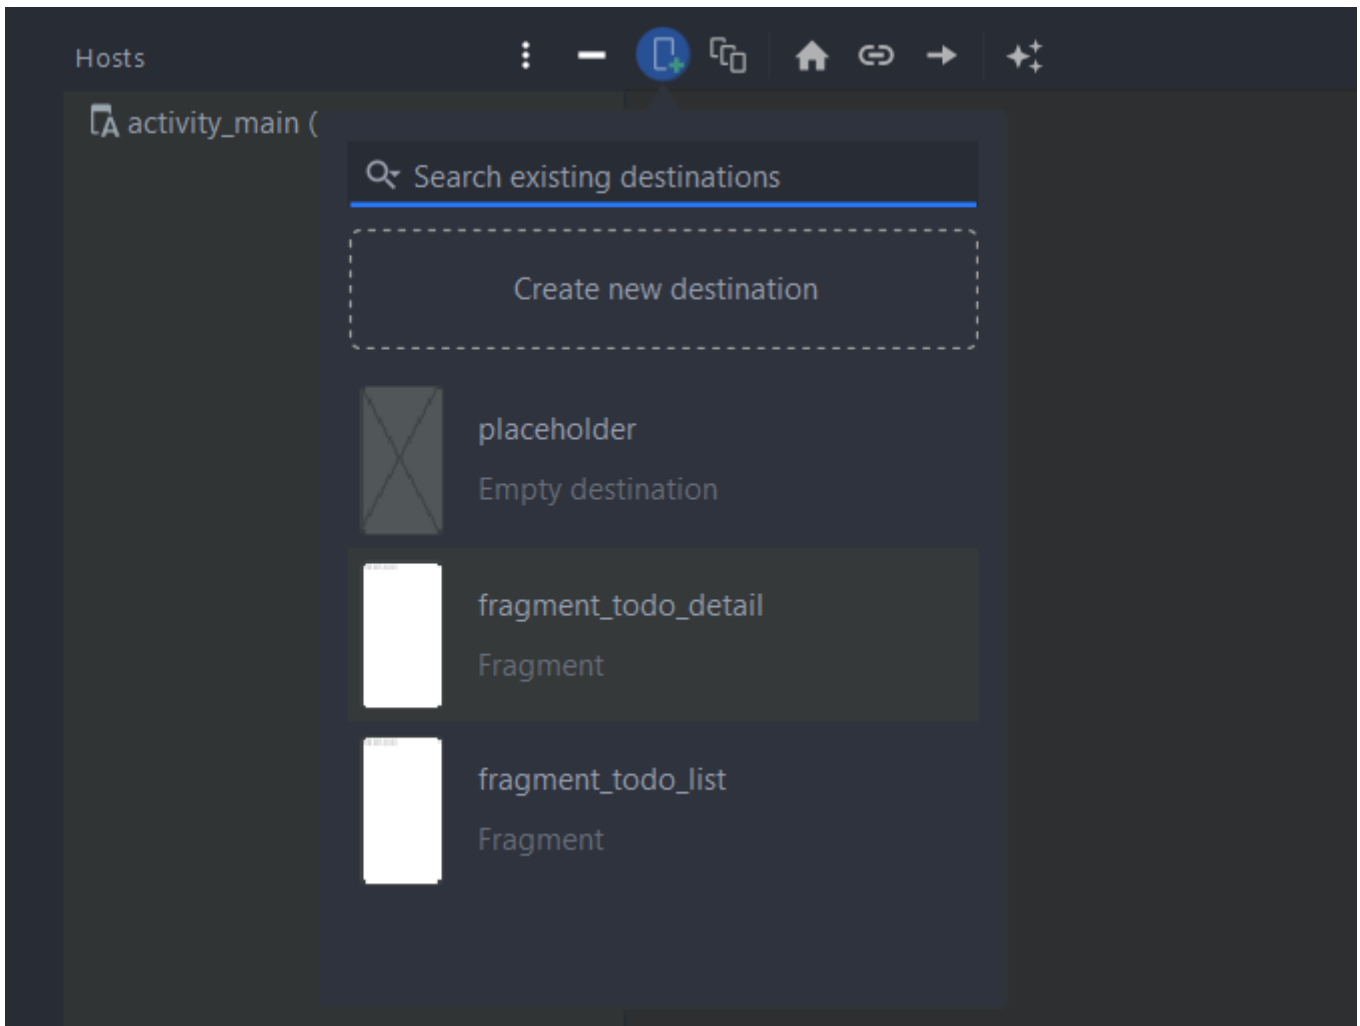 Hosts
activity_main (
Search existing destinations
Create new destination
placeholder
Empty destination
fragment_todo_detail
Fragment
fragment_todo_list
Fragment